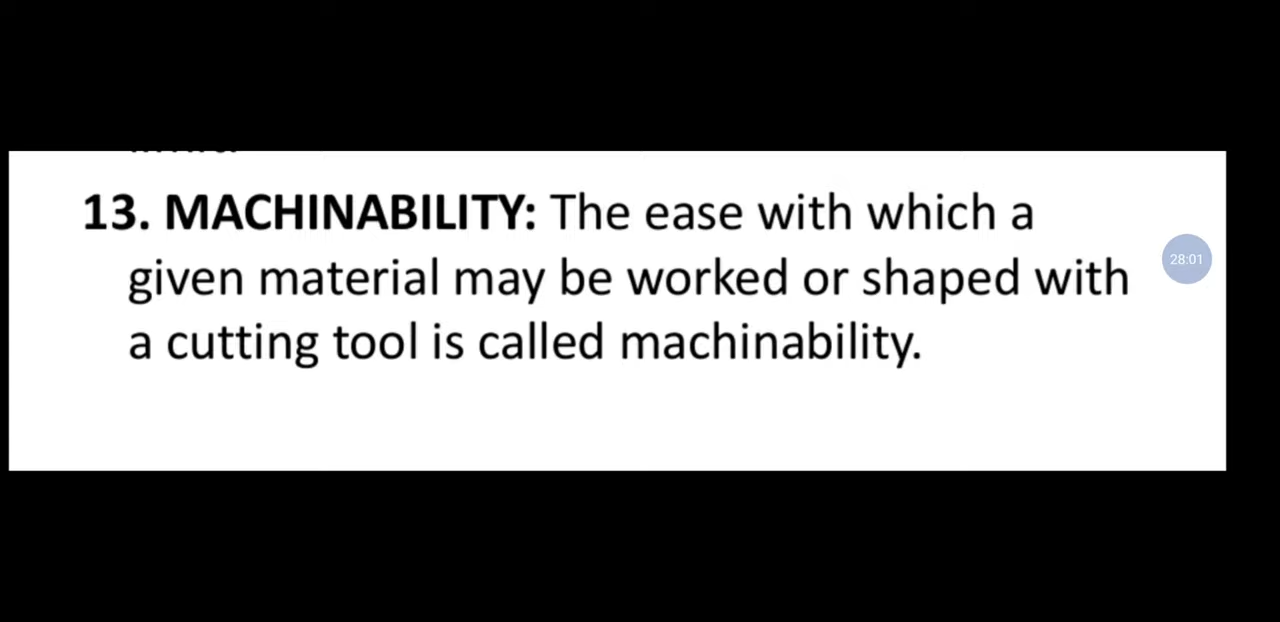 13. MACHINABILITY: The ease with which a
given material may be worked or shaped with
a cutting tool is called machinability.
28:01